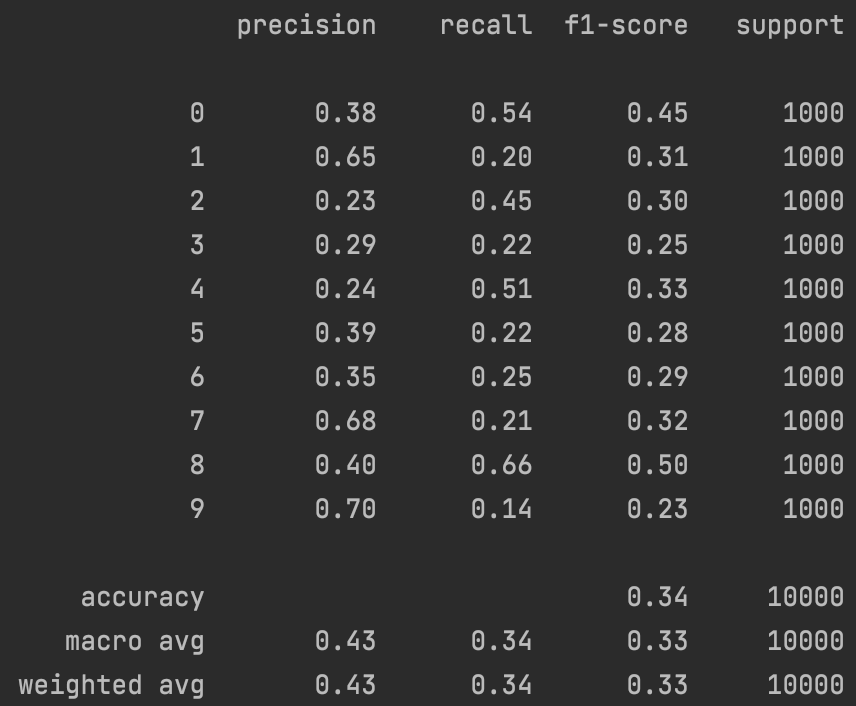 precision recall f1-score support
0 0.38 0.54 0.45 1000
1 0.65 0.20 0.31 1000
2 0.23 0.45 0.30 1000
3 0.29 0.22 0.25 1000
4 0.24 0.51 0.33 1000
5 0.39 0.22 0.28 1000
6 0.35 0.25 0.29 1000
7 0.68 0.21 0.32 1000
8 0.40 0.66 0.50 1000
9 0.70 0.14 0.23 1000
accuracy 0.34 10000
macro avg 0.43 0.34 0.33 10000
weighted avg 0.43 0.34 0.33 10000